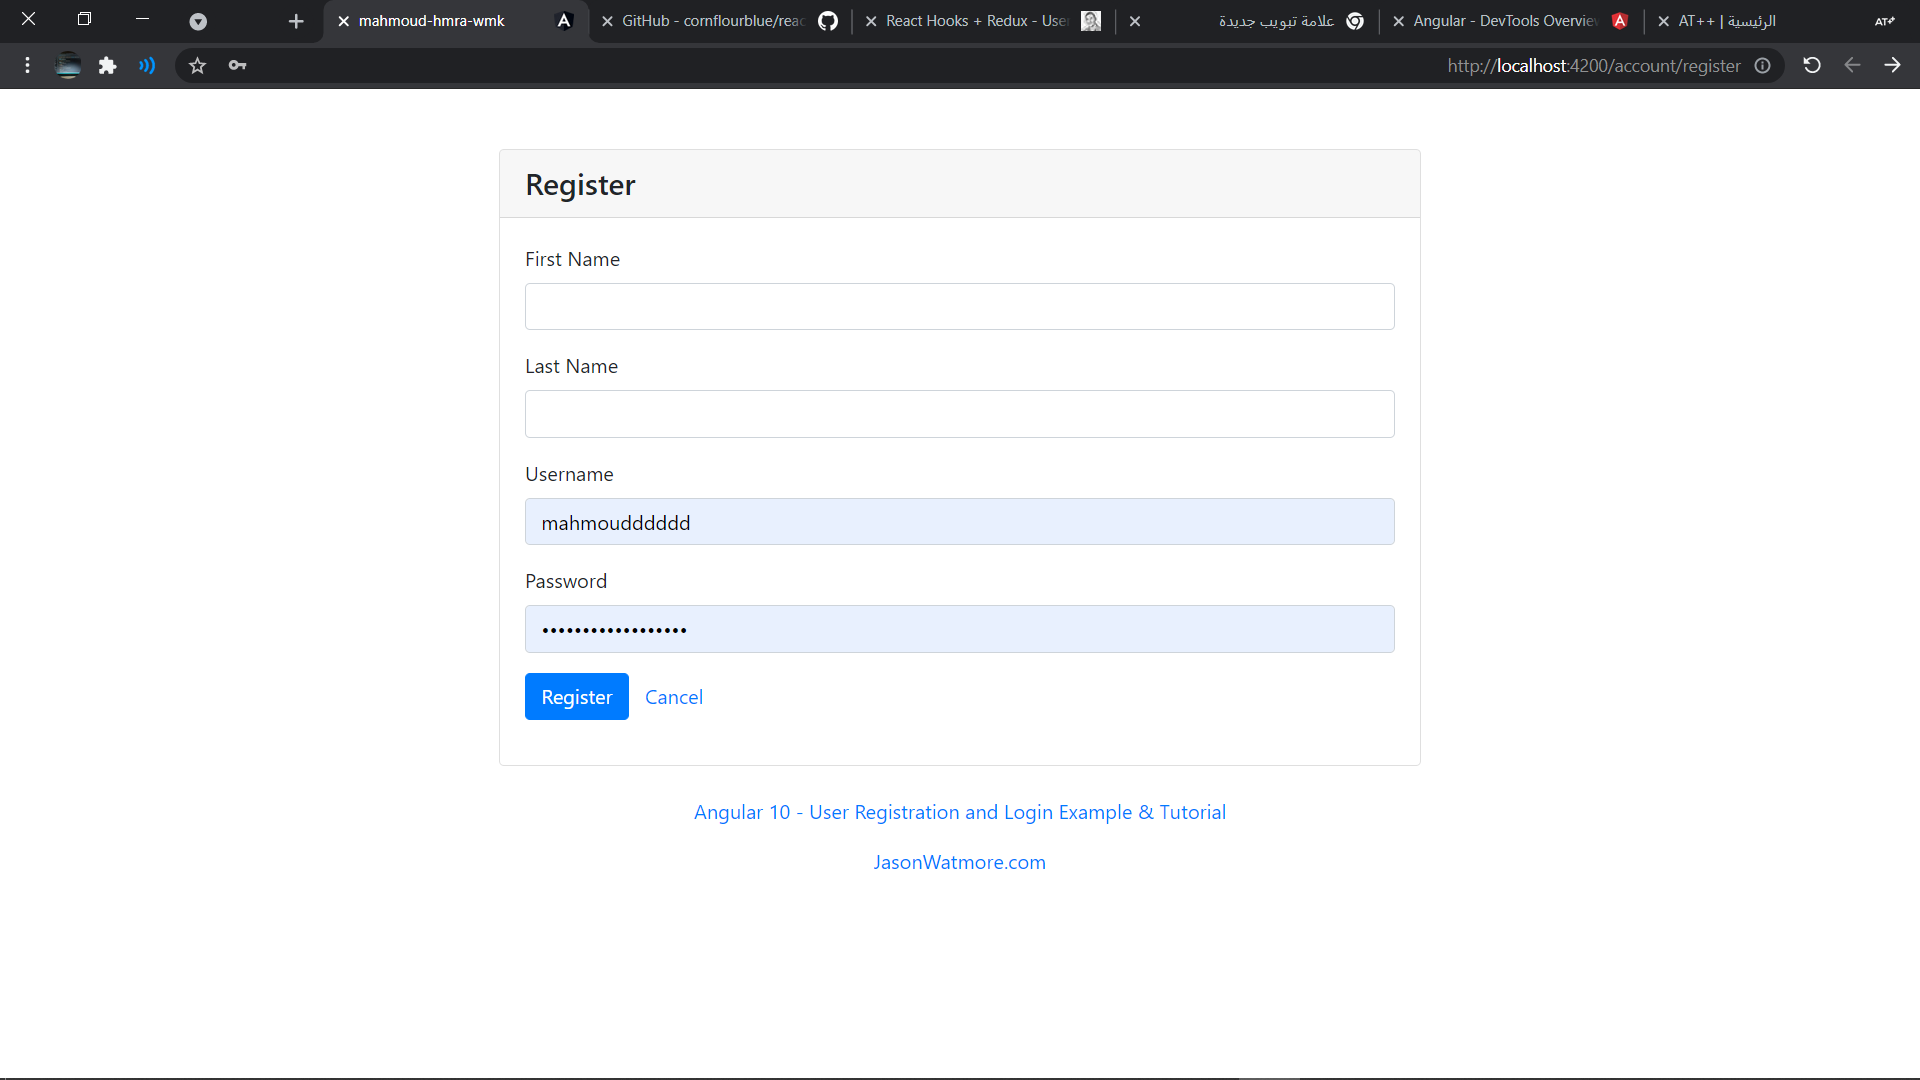 mahmoud-hmra-wmk
GitHub - cornflourblue/reac
React Hooks + Redux - User
علامة تبويب جديدة
Angular - DevTools Overview
الرئيسية | AT++
http://localhost:4200/account/register
Register
First Name
Last Name
Username
mahmoudddddd
Password
Register Cancel
Angular 10 - User Registration and Login Example & Tutorial
JasonWatmore.com